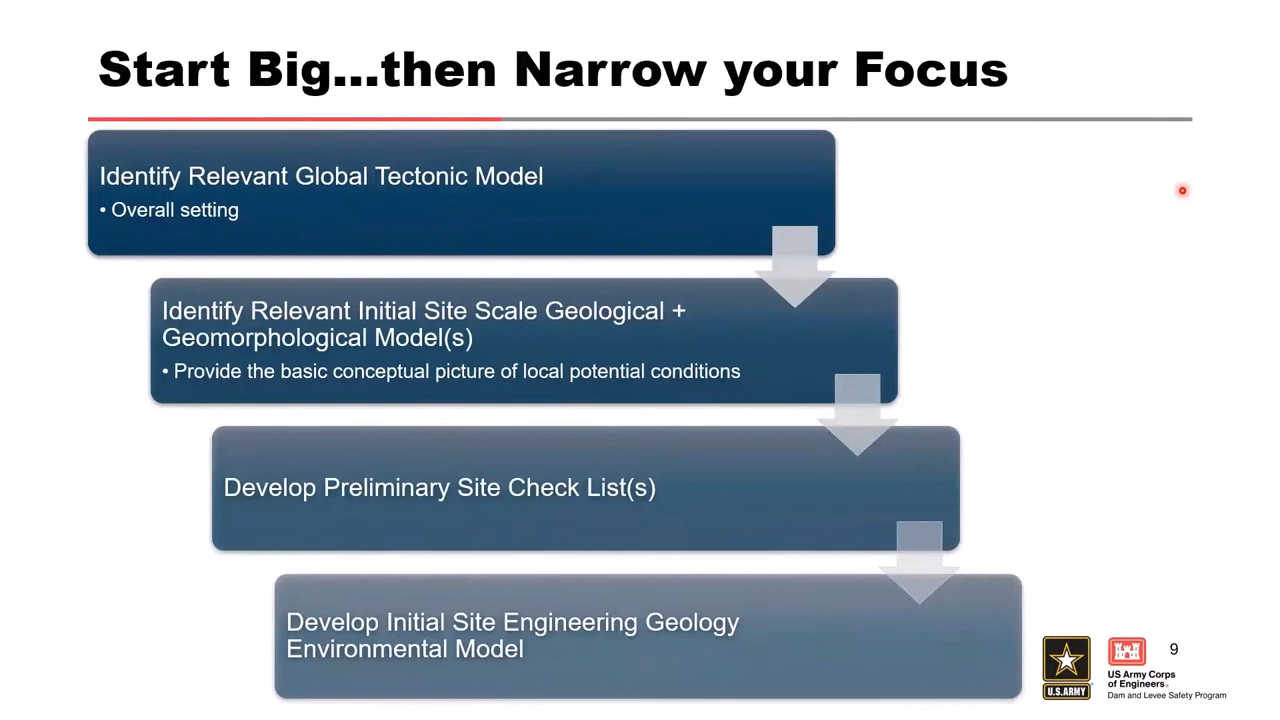 Start Big...then Narrow your Focus
Identify Relevant Global Tectonic Model
• Overall setting
Identify Relevant Initial Site Scale Geological +
Geomorphological Model(s)
• Provide the basic conceptual picture of local potential conditions
Develop Preliminary Site Check List(s)
Develop Initial Site Engineering Geology
Environmental Model
9
U.S.ARMY
US Army Corps
of Engineers®
Dam and Levee Safety Program